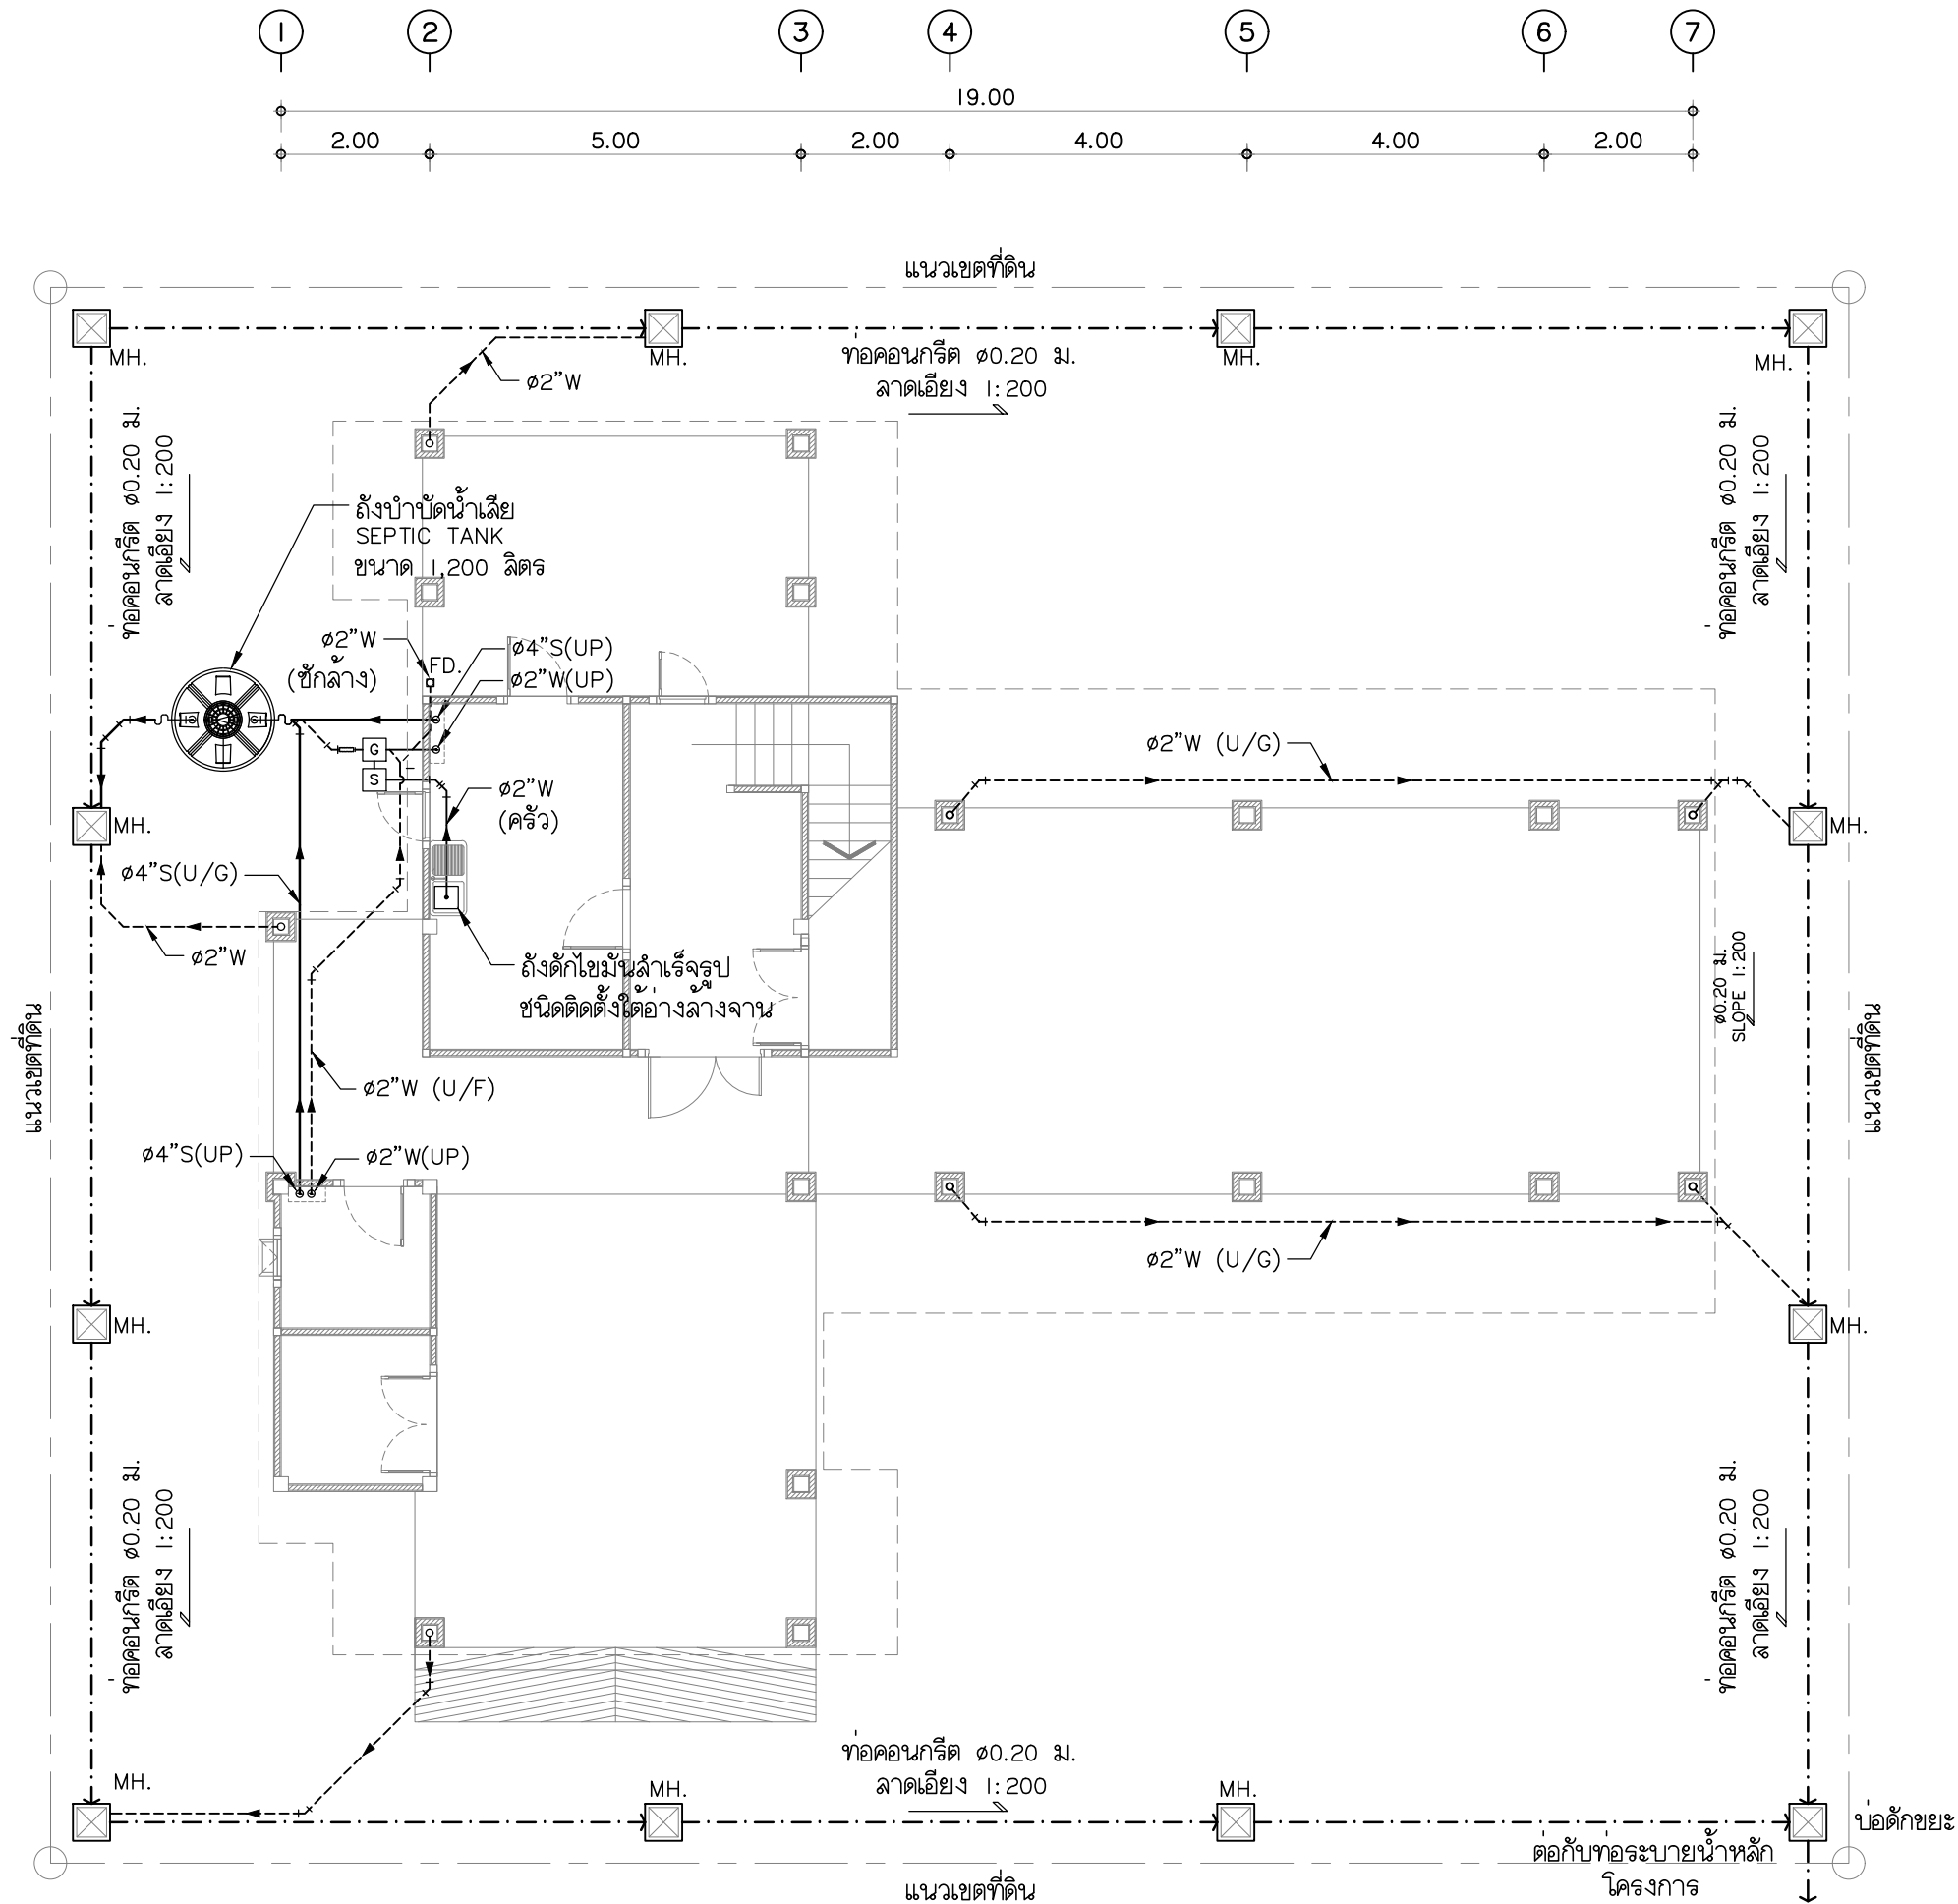 1 2 3 4 5 6 7
19.00
2.00 5.00 2.00 4.00 4.00 2.00
แนวเขตที่ดิน
MH. MH. MH. MH.
ø2"W
ท่อคอนกรีต ø0.20 ม.
ลาดเอียง 1:200
ท่อคอนกรีต ø0.20 ม.
ลาดเอียง 1:200
ท่อคอนกรีต ø0.20 ม.
ลาดเอียง 1:200
ถังบำบัดน้ำเสีย
SEPTIC TANK
ขนาด 1,200 ลิตร
ø2"W
(ซักล้าง)
FD.
ø4"S(UP)
ø2"W(UP)
G
S
ø2"W (U/G)
ø2"W
(ครัว)
MH.
MH.
ø4"S(U/G)
ø2"W
ถังดักไขมันสำเร็จรูป
ชนิดติดตั้งใต้อ่างล้างจาน
ø0.20 ม.
SLOPE 1:200
แนวเขตที่ดิน
แนวเขตที่ดิน
ø2"W (U/F)
ø4"S(UP)
ø2"W(UP)
ø2"W (U/G)
MH.
MH.
ท่อคอนกรีต ø0.20 ม.
ลาดเอียง 1:200
ท่อคอนกรีต ø0.20 ม.
ลาดเอียง 1:200
ท่อคอนกรีต ø0.20 ม.
ลาดเอียง 1:200
MH. MH. MH.
บ่อดักขยะ
ต่อกับท่อระบายน้ำหลัก
โครงการ
แนวเขตที่ดิน